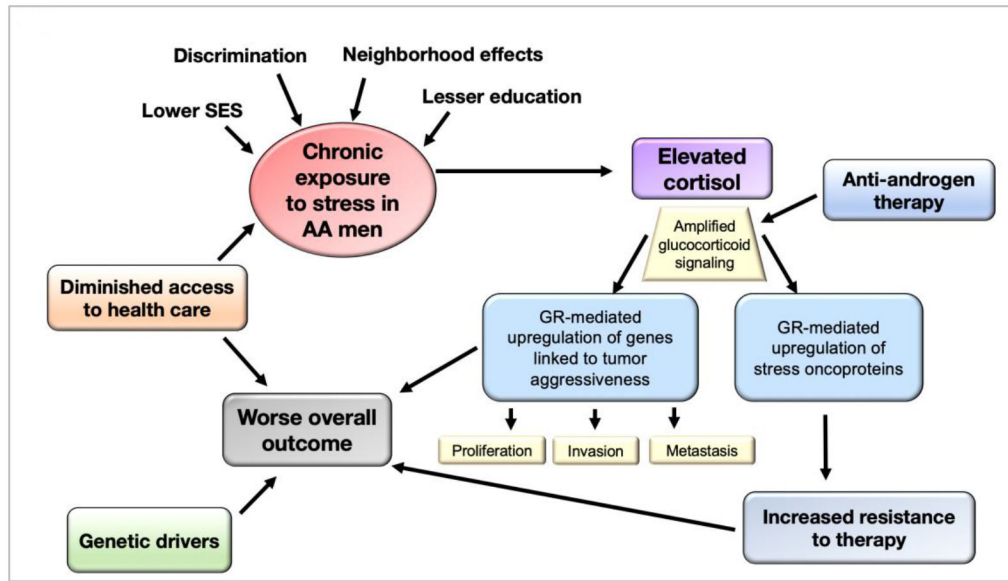 Discrimination
Neighborhood effects
Lower SES
Lesser education
Chronic
exposure
to stress in
AA men
Elevated
cortisol
Anti-androgen
therapy
Amplified
glucocorticoid
signaling
Diminished access
to health care
GR-mediated
upregulation of genes
linked to tumor
aggressiveness
GR-mediated
upregulation of
stress oncoproteins
Worse overall
outcome
Proliferation
Invasion
Metastasis
Genetic drivers
Increased resistance
to therapy